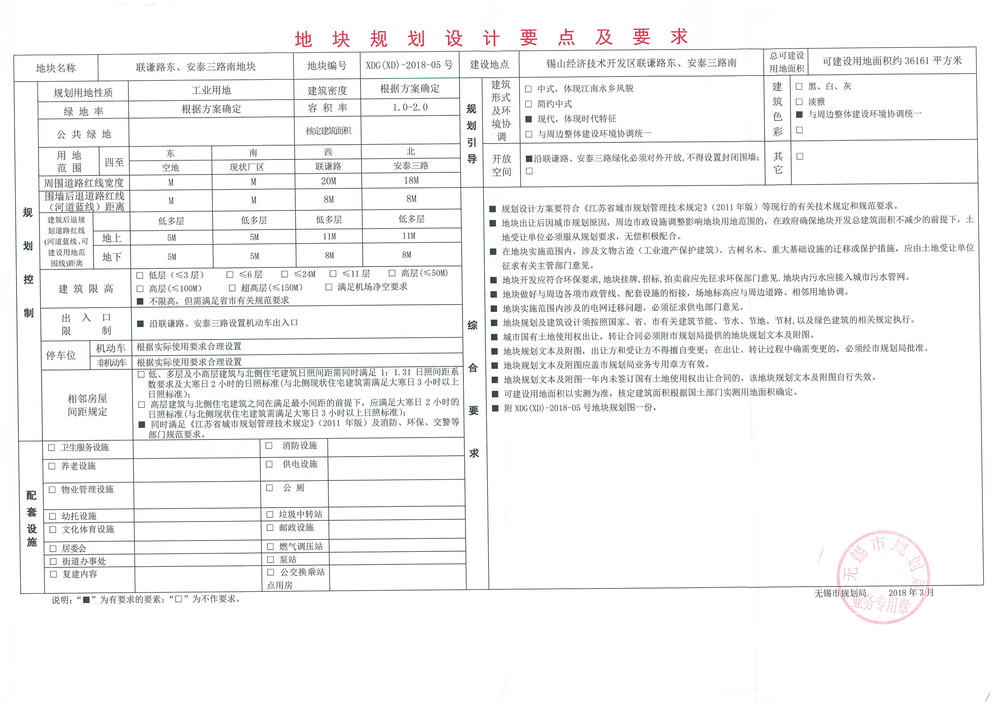 地块规划设计要点及要求
地块名称 联谦路东、安泰三路南地块 地块编号 XDG(XD)-2018-05 号 建设地点 锡山经济技术开发区联谦路东、安泰三路南 总可建设用地面积 可建设用地面积约 36161 平方米
规划控制
规划用地性质 工业用地 建筑密度 根据方案确定
绿地率 根据方案确定 容积率 1.0-2.0
公共绿地 核定建筑面积
用地范围 四至 东 南 西 北
空地 现状厂区 联谦路 安泰三路
周围道路红线宽度 M M 20M 18M
围墙后退道路红线
（河道蓝线）距离 M M 8M 8M
建筑后退规
划道路红线
(河道蓝线、可
建设用地范
围线)距离
低多层 低多层 低多层 低多层
地上 5M 5M 11M 11M
地下 5M 5M 8M 8M
建筑限高
□ 低层（≤3 层） □ ≤6 层 □ ≤24M □ ≤11 层 □ 高层(≤50M)
□ 高层(≤100M) □ 超高层(≤150M) □ 满足机场净空要求
■ 不限高，但需满足省市有关规范要求
出入口
限制
■ 沿联谦路、安泰三路设置机动车出入口
停车位 机动车 根据实际使用要求合理设置
非机动车 根据实际使用要求合理设置
相邻房屋
间距规定
□ 低、多层及小高层建筑与北侧住宅建筑日照间距需同时满足 1：1.31 日照间距系
数要求及大寒日 2 小时的日照标准(与北侧现状住宅建筑需满足大寒日 3 小时以上
日照标准)；
□ 高层建筑与北侧住宅建筑之间在满足最小间距的前提下，应满足大寒日 2 小时的
日照标准(与北侧现状住宅建筑需满足大寒日 3 小时以上日照标准)；
■ 同时满足《江苏省城市规划管理技术规定》（2011 年版）及消防、环保、交警等
部门规范要求。
配套设施
□ 卫生服务设施 □ 消防设施
□ 养老设施 □ 供电设施
□ 物业管理设施 □ 公厕
□ 幼托设施 □ 垃圾中转站
□ 文化体育设施 □ 邮政设施
□ 居委会 □ 燃气调压站
□ 街道办事处 □ 泵站
□ 复建内容 □ 公交换乘站
点用房
规划引导
建筑
形式
及环
境协
调
□ 中式，体现江南水乡风貌
□ 简约中式
■ 现代，体现时代特征
□ 与周边整体建设环境协调统一
建筑色彩
□ 黑、白、灰
□ 淡雅
■ 与周边整体建设环境协调统一
□
开放
空间
■沿联谦路、安泰三路绿化必须对外开放,不得设置封闭围墙；
□
其它
□
综合要求
■ 规划设计方案要符合《江苏省城市规划管理技术规定》（2011 年版）等现行的有关技术规定和规范要求。
■ 地块出让后因城市规划原因，周边市政设施调整影响地块用地范围的，在政府确保地块开发总建筑面积不减少的前提下，土
地受让单位必须服从规划要求，无偿积极配合。
■ 在地块实施范围内，涉及文物古迹（工业遗产保护建筑）、古树名木、重大基础设施的迁移或保护措施，应由土地受让单位
征求有关主管部门意见。
■ 地块开发应符合环保要求,地块挂牌,招标,拍卖前应先征求环保部门意见.地块内污水应接入城市污水管网。
■ 地块做好与周边各项市政管线、配套设施的衔接，场地标高应与周边道路、相邻用地协调。
■ 地块实施范围内涉及的电网迁移问题，必须征求供电部门意见。
■ 地块规划及建筑设计须按照国家、省、市有关建筑节能、节水、节地、节材,以及绿色建筑的相关规定执行。
■ 城市国有土地使用权出让，转让合同必须附市规划局提供的地块规划文本及附图。
■ 地块规划文本及附图，出让方和受让方不得擅自变更；在出让、转让过程中确需变更的，必须经市规划局批准。
■ 地块规划文本及附图应盖市规划局业务专用章方有效。
■ 地块规划文本及附图一年内未签订国有土地使用权出让合同的，该地块规划文本及附图自行失效。
■ 可建设用地面积以实测为准，核定建筑面积根据国土部门实测用地面积确定。
■ 附 XDG(XD)-2018-05 号地块规划图一份。
无锡市规划局
业务专用章
说明：“■”为有要求的要素；“□”为不作要求。
无锡市规划局 2018 年 3 月